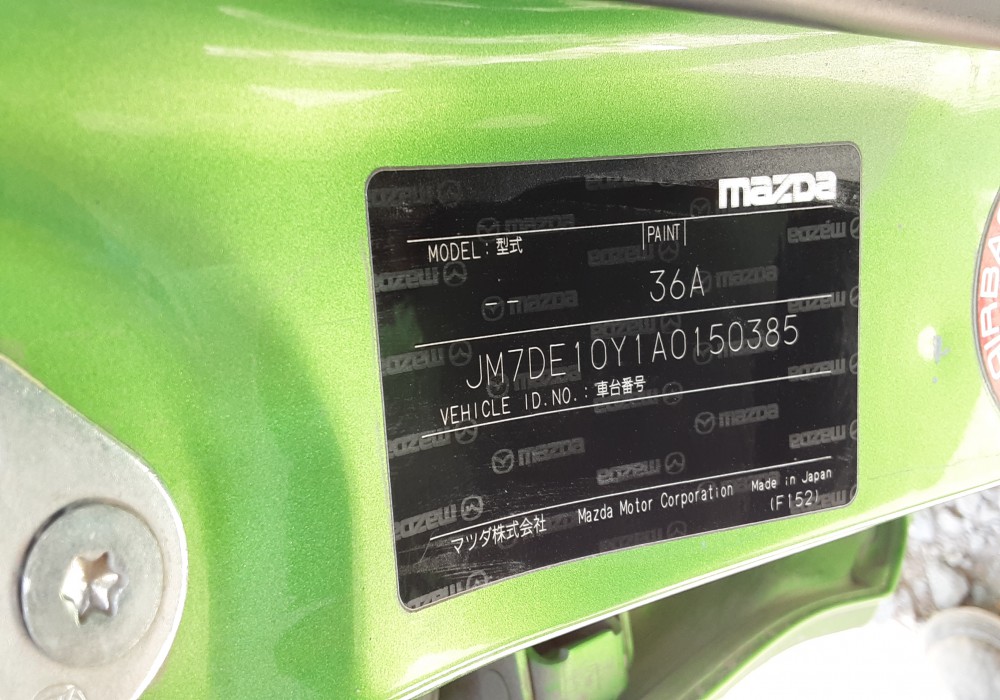 mazda
MODEL：型式 PAINT
-- 36A
JM7DE10Y1A0150385
VEHICLE ID.NO.：車台番号
マツダ株式会社 Mazda Motor Corporation Made in Japan
(F152)
AIRBA